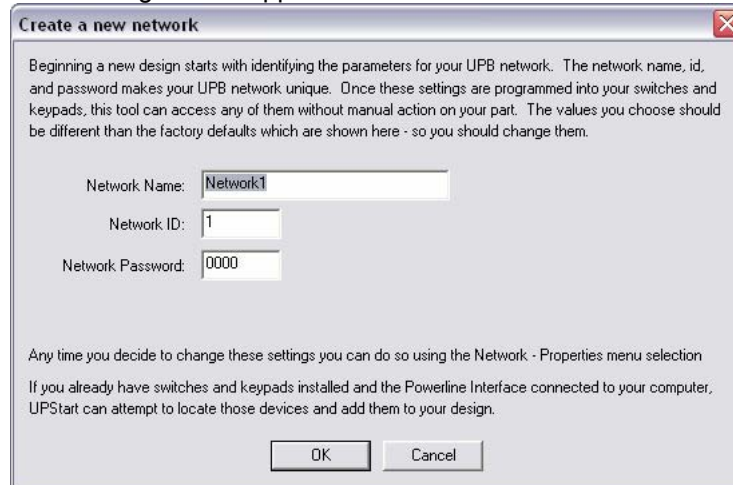 Create a new network
Beginning a new design starts with identifying the parameters for your UPB network. The network name, id,
and password makes your UPB network unique. Once these settings are programmed into your switches and
keypads, this tool can access any of them without manual action on your part. The values you choose should
be different than the factory defaults which are shown here - so you should change them.
Network Name: Network1
Network ID: 1
Network Password: 0000
Any time you decide to change these settings you can do so using the Network - Properties menu selection
If you already have switches and keypads installed and the Powerline Interface connected to your computer,
UPStart can attempt to locate those devices and add them to your design.
OK Cancel